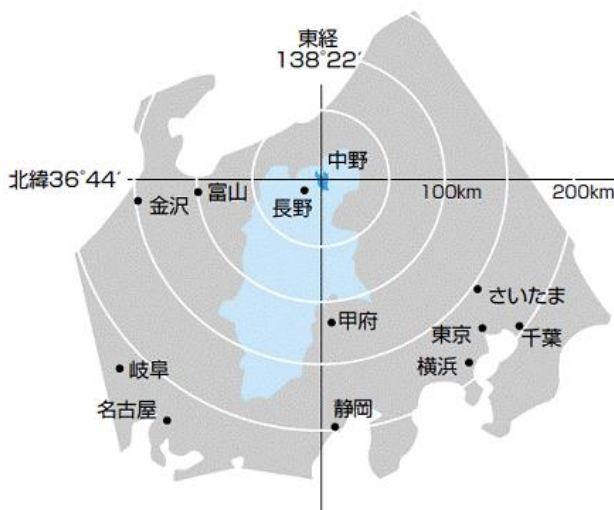 東経
138°22′
中野
北緯36°44′
富山
100km
200km
金沢
長野
さいたま
甲府
東京
千葉
横浜
岐阜
名古屋
静岡